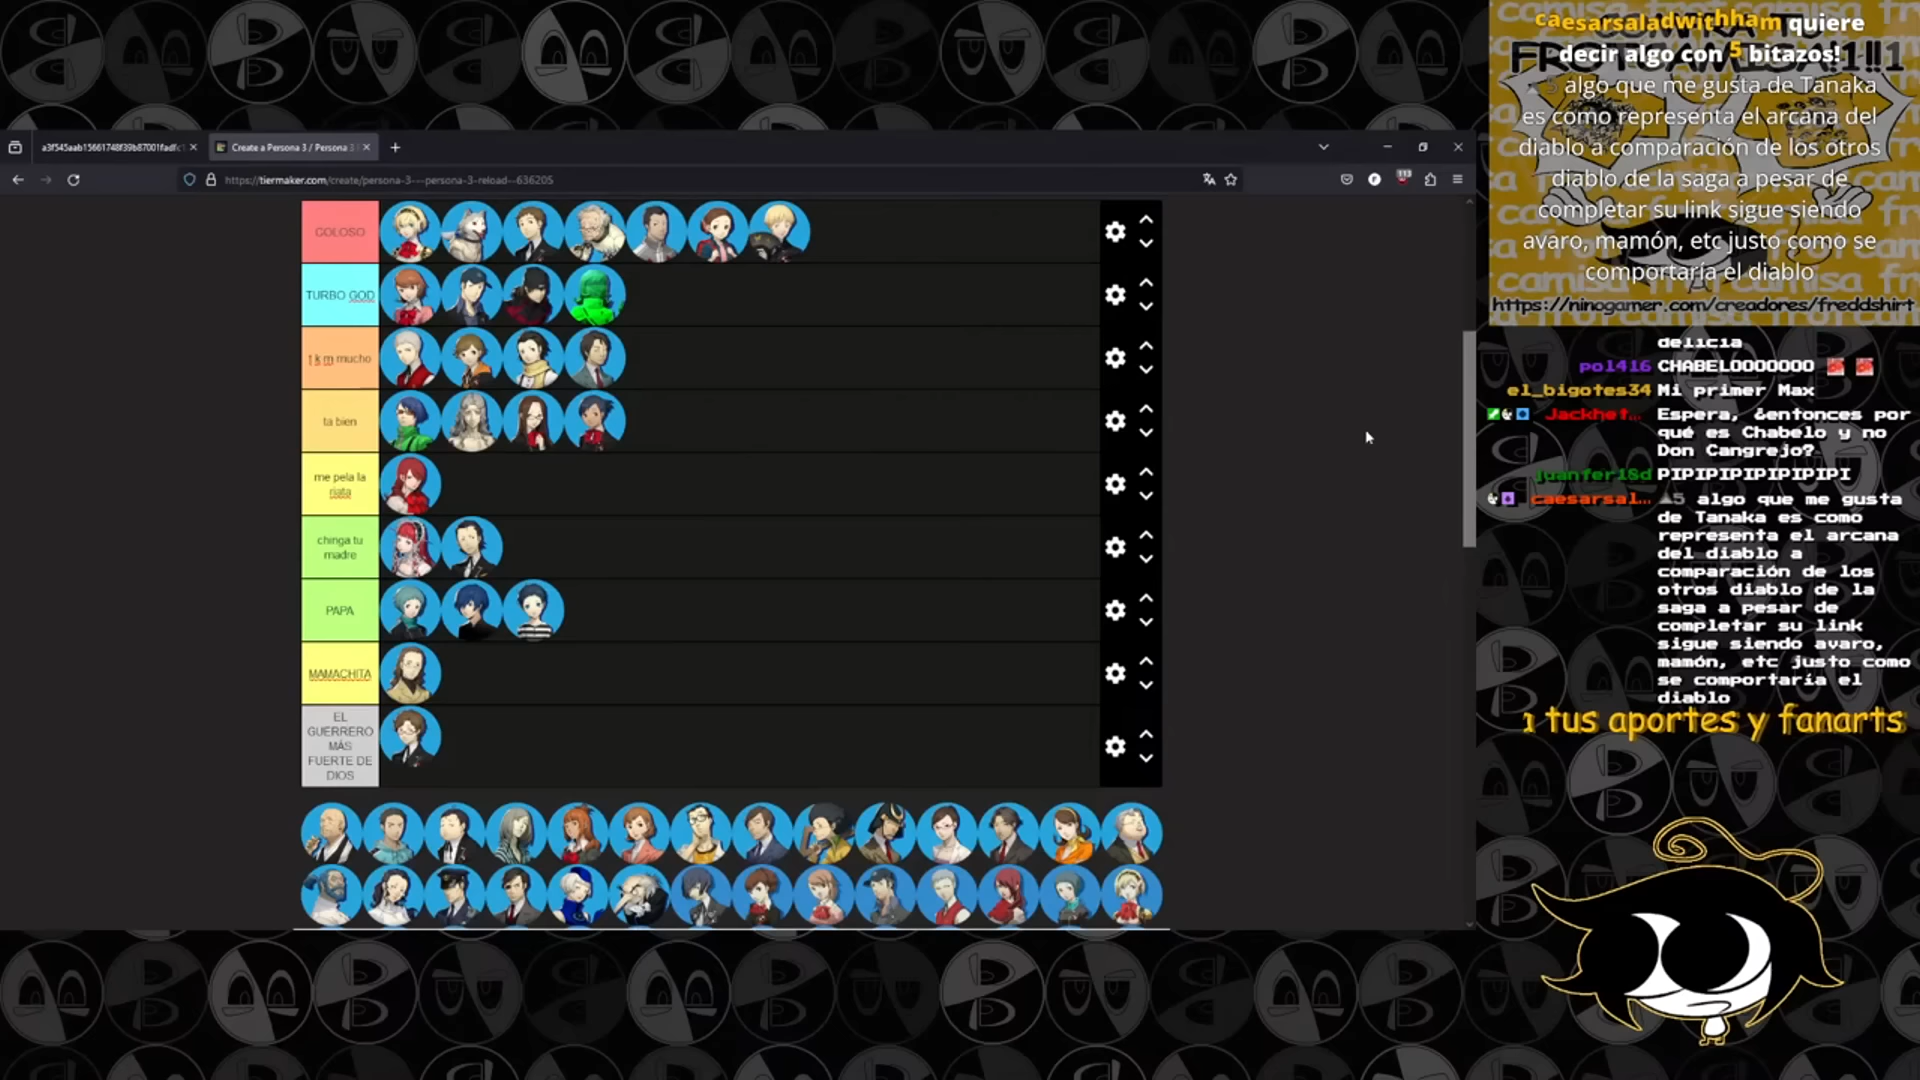 a3f545aab15661748f39b87001fadfc
Create a Persona 3 / Persona 3
https://tiermaker.com/create/persona-3----persona-3-reload--636205
COLOSO
TURBO GOD
t k m mucho
ta bien
me pela la
riata
chinga tu
madre
PAPA
MAMACHITA
EL
GUERRERO
MÁS
FUERTE DE
DIOS
caesarsaladwithham quiere
decir algo con 5 bitazos!
5 algo que me gusta de Tanaka
es como representa el arcana del
diablo a comparación de los otros
diablo de la saga a pesar de
completar su link sigue siendo
avaro, mamón, etc justo como se
comportaría el diablo
https://ninogamer.com/creadores/freddshirt
delicia
pol416 CHABELOOOOOOO
el_bigotes34 Mi primer Max
Jackhet... Espera, &entonces por
qué es Chabelo y no
Don Cangrejo?
juanfer18d PIPIPIPIPIPIPIPI
caesarsal... 5 algo que me gusta
de Tanaka es como
representa el arcana
del diablo a
comparación de los
otros diablo de la
saga a pesar de
completar su link
sigue siendo avaro,
mamón, etc justo como
se comportaría el
diablo
tus aportes y fanarts